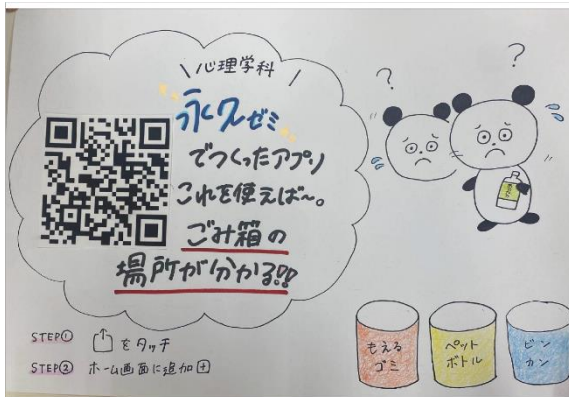 心理学科
永久ゼミ
でつくったアプリ
これを使えば〜。
ごみ箱の
場所が分かる!!
? ?
STEP① をタッチ
STEP② ホーム画面に追加
もえる
ゴミ
ペット
ボトル
ビン
カン